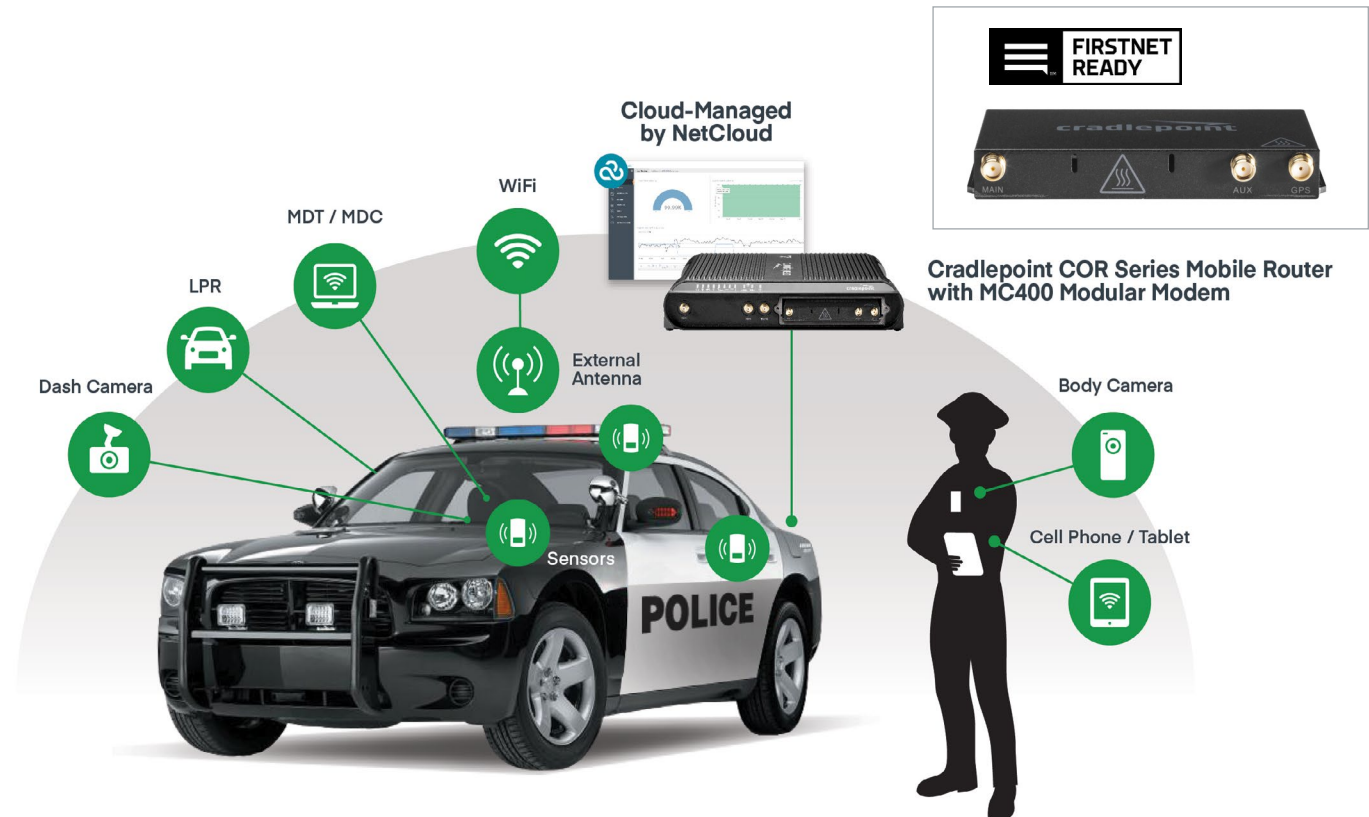 FIRSTNET
READY
cradlepoint
MAIN
AUX
GPS
Cloud-Managed
by NetCloud
WiFi
MDT / MDC
LPR
Dash Camera
External
Antenna
Cradlepoint COR Series Mobile Router
with MC400 Modular Modem
Body Camera
Cell Phone / Tablet
Sensors
POLICE